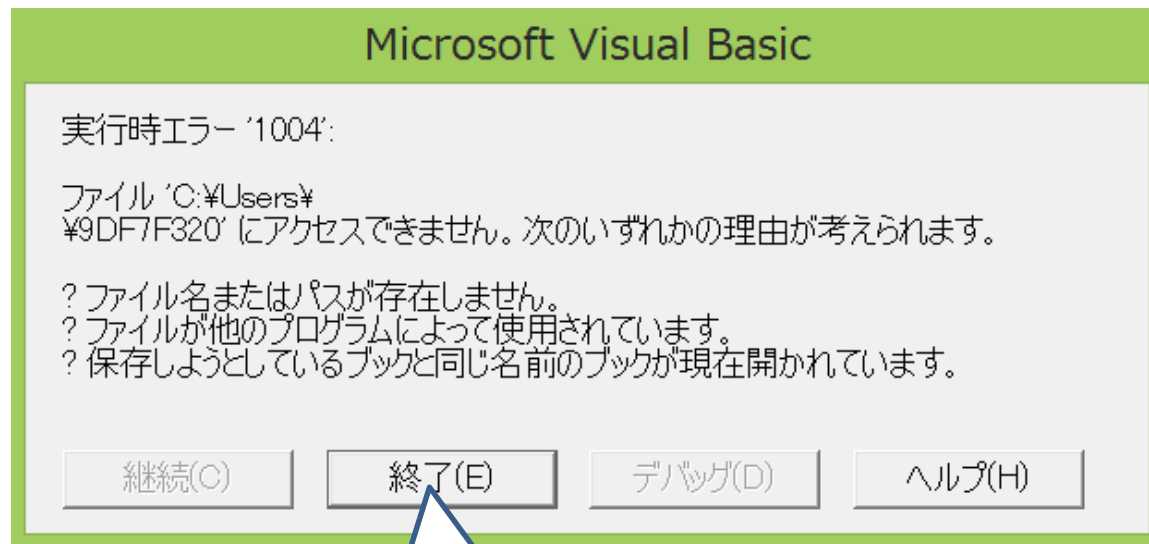 Microsoft Visual Basic
実行時エラー '1004':
ファイル 'C:¥Users¥
¥9DF7F320' にアクセスできません。次のいずれかの理由が考えられます。
? ファイル名またはパスが存在しません。
? ファイルが他のプログラムによって使用されています。
? 保存しようとしているブックと同じ名前のブックが現在開かれています。
継続(C) 終了(E) デバッグ(D) ヘルプ(H)